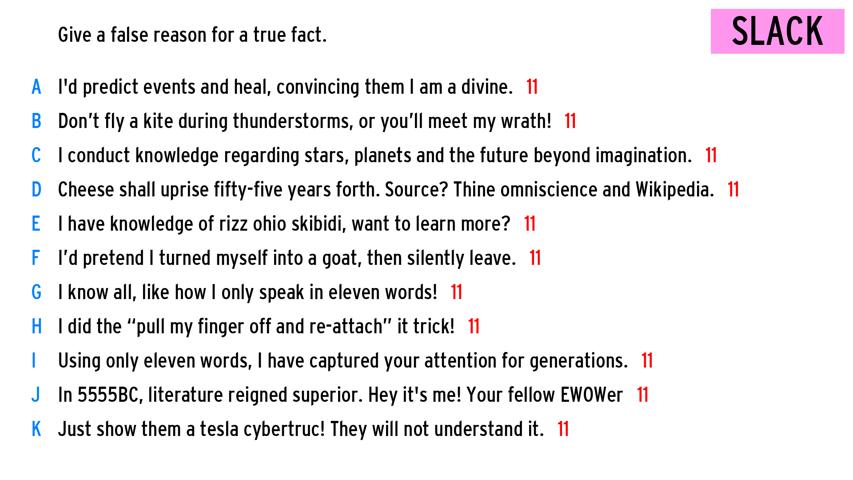 Give a false reason for a true fact.
SLACK
A I'd predict events and heal, convincing them I am a divine. 11
B Don’t fly a kite during thunderstorms, or you’ll meet my wrath! 11
C I conduct knowledge regarding stars, planets and the future beyond imagination. 11
D Cheese shall uprise fifty-five years forth. Source? Thine omniscience and Wikipedia. 11
E I have knowledge of rizz ohio skibidi, want to learn more? 11
F I’d pretend I turned myself into a goat, then silently leave. 11
G I know all, like how I only speak in eleven words! 11
H I did the “pull my finger off and re-attach” it trick! 11
I Using only eleven words, I have captured your attention for generations. 11
J In 5555BC, literature reigned superior. Hey it's me! Your fellow EWOWer 11
K Just show them a tesla cybertruc! They will not understand it. 11